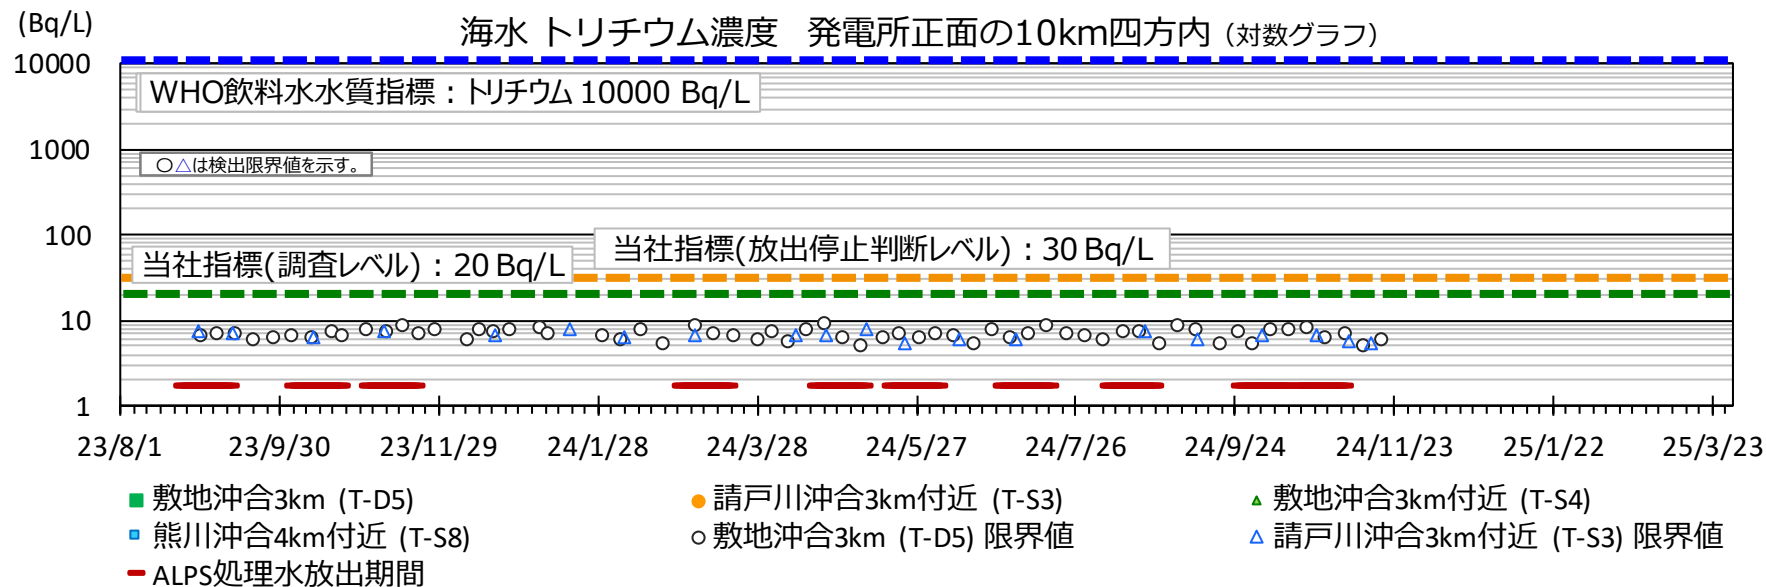 (Bq/L)
海水 トリチウム濃度 発電所正面の10km四方内 (対数グラフ)
10000
WHO飲料水水質指標：トリチウム 10000 Bq/L
1000
○△は検出限界値を示す。
100
当社指標(放出停止判断レベル)：30 Bq/L
当社指標(調査レベル)：20 Bq/L
10
1
23/8/1 23/9/30 23/11/29 24/1/28 24/3/28 24/5/27 24/7/26 24/9/24 24/11/23 25/1/22 25/3/23
敷地沖合3km (T-D5) 請戸川沖合3km付近 (T-S3) 敷地沖合3km付近 (T-S4)
熊川沖合4km付近 (T-S8) 敷地沖合3km (T-D5) 限界値 請戸川沖合3km付近 (T-S3) 限界値
ALPS処理水放出期間